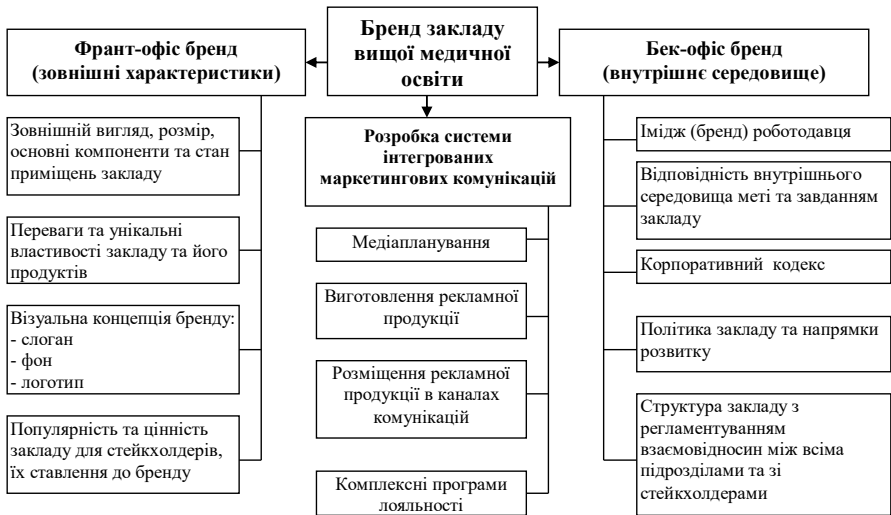 Бренд закладу
вищої медичної
освіти
Франт-офіс бренд
(зовнішні характеристики)
Зовнішній вигляд, розмір,
основні компоненти та стан
приміщень закладу
Переваги та унікальні
властивості закладу та його
продуктів
Візуальна концепція бренду:
- слоган
- фон
- логотип
Популярність та цінність
закладу для стейкхолдерів,
їх ставлення до бренду
Розробка системи
інтегрованих
маркетингових комунікацій
Медіапланування
Виготовлення рекламної
продукції
Розміщення рекламної
продукції в каналах
комунікацій
Комплексні програми
лояльності
Бек-офіс бренд
(внутрішнє середовище)
Імідж (бренд) роботодавця
Відповідність внутрішнього
середовища меті та завданням
закладу
Корпоративний кодекс
Політика закладу та напрямки
розвитку
Структура закладу з
регламентуванням
взаємовідносин між всіма
підрозділами та зі
стейкхолдерами